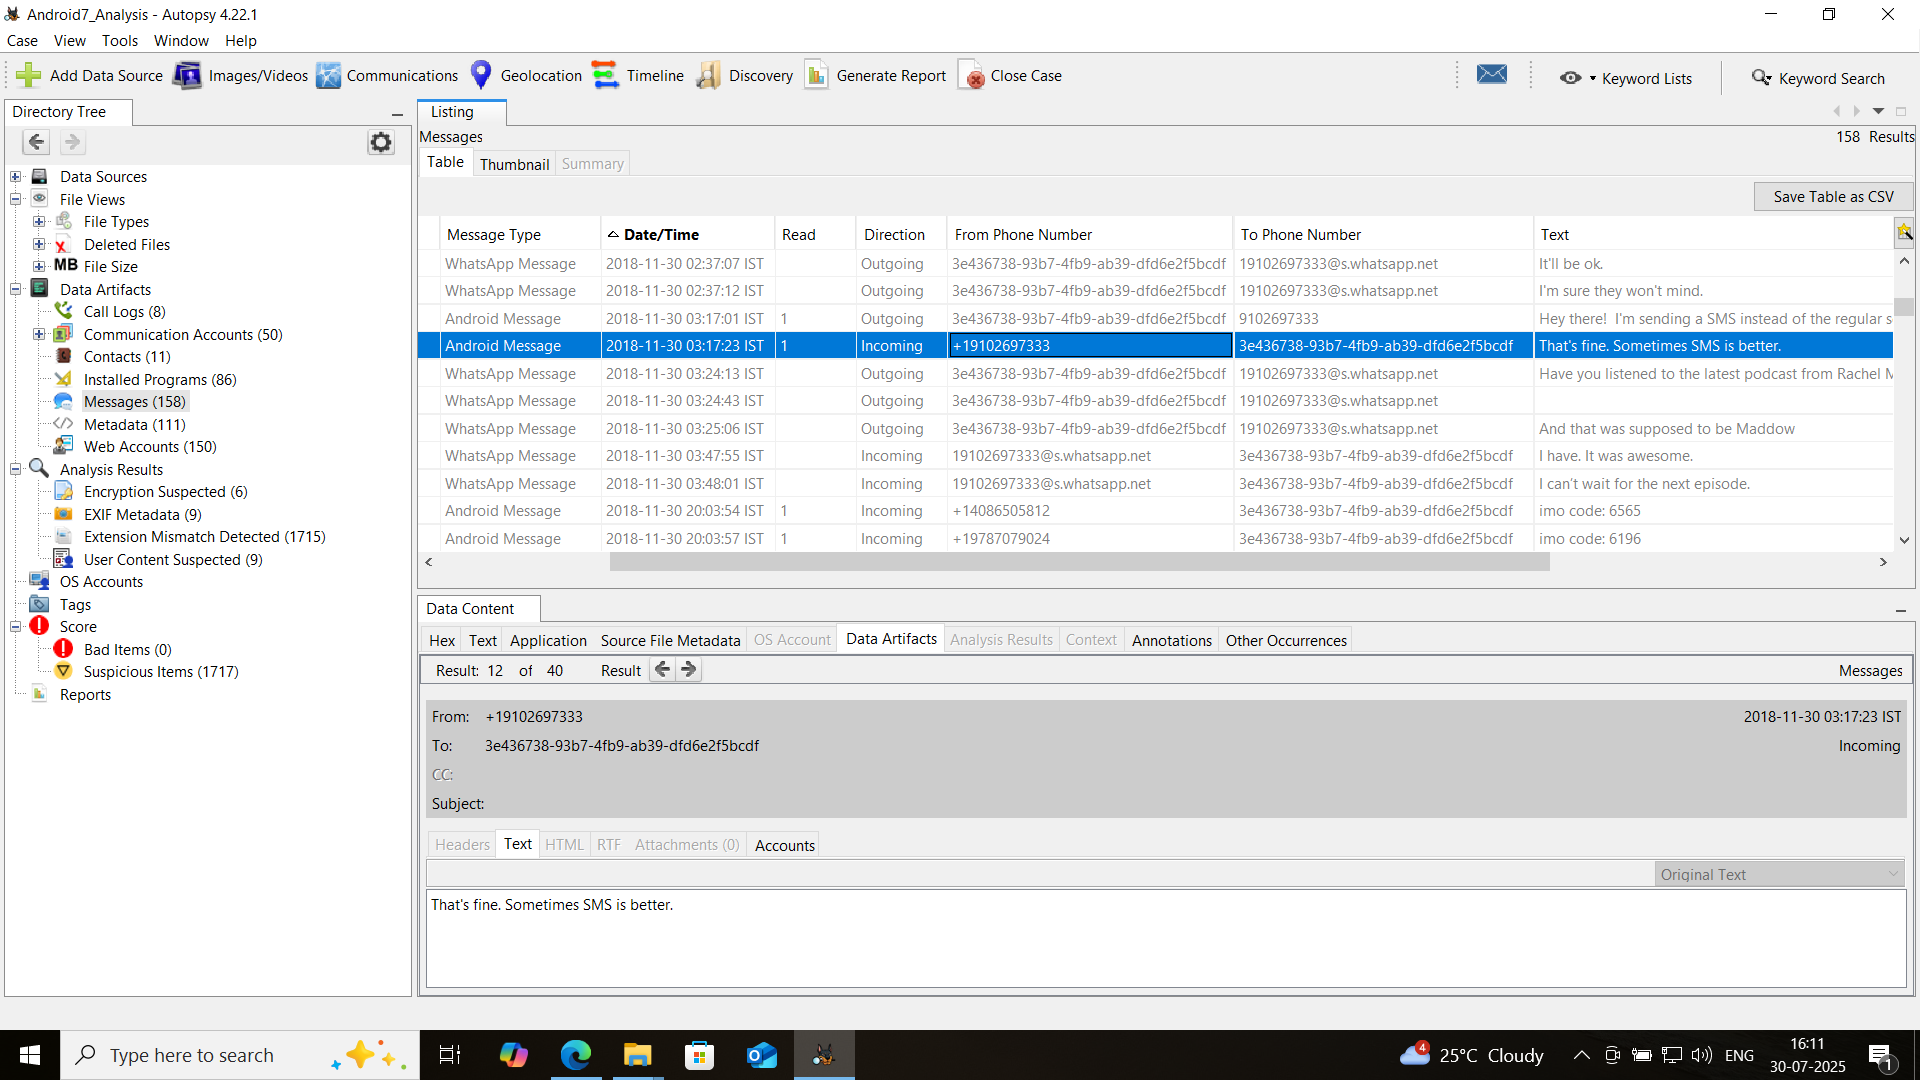 Android7_Analysis - Autopsy 4.22.1
Case View Tools Window Help
Add Data Source Images/Videos Communications Geolocation Timeline Discovery Generate Report Close Case Keyword Lists Keyword Search
Directory Tree
Data Sources
File Views
File Types
Deleted Files
MB File Size
Data Artifacts
Call Logs (8)
Communication Accounts (50)
Contacts (11)
Installed Programs (86)
Messages (158)
Metadata (111)
Web Accounts (150)
Analysis Results
Encryption Suspected (6)
EXIF Metadata (9)
Extension Mismatch Detected (1715)
User Content Suspected (9)
OS Accounts
Tags
Score
Bad Items (0)
Suspicious Items (1717)
Reports
Listing
Messages 158 Results
Table Thumbnail Summary
Save Table as CSV
Message Type Date/Time Read Direction From Phone Number To Phone Number Text
WhatsApp Message 2018-11-30 02:37:07 IST Outgoing 3e436738-93b7-4fb9-ab39-dfd6e2f5bcdf 19102697333@s.whatsapp.net It'll be ok.
WhatsApp Message 2018-11-30 02:37:12 IST Outgoing 3e436738-93b7-4fb9-ab39-dfd6e2f5bcdf 19102697333@s.whatsapp.net I'm sure they won't mind.
Android Message 2018-11-30 03:17:01 IST 1 Outgoing 3e436738-93b7-4fb9-ab39-dfd6e2f5bcdf 9102697333 Hey there! I'm sending a SMS instead of the regular s
Android Message 2018-11-30 03:17:23 IST 1 Incoming +19102697333 3e436738-93b7-4fb9-ab39-dfd6e2f5bcdf That's fine. Sometimes SMS is better.
WhatsApp Message 2018-11-30 03:24:13 IST Outgoing 3e436738-93b7-4fb9-ab39-dfd6e2f5bcdf 19102697333@s.whatsapp.net Have you listened to the latest podcast from Rachel M
WhatsApp Message 2018-11-30 03:24:43 IST Outgoing 3e436738-93b7-4fb9-ab39-dfd6e2f5bcdf 19102697333@s.whatsapp.net
WhatsApp Message 2018-11-30 03:25:06 IST Outgoing 3e436738-93b7-4fb9-ab39-dfd6e2f5bcdf 19102697333@s.whatsapp.net And that was supposed to be Maddow
WhatsApp Message 2018-11-30 03:47:55 IST Incoming 19102697333@s.whatsapp.net 3e436738-93b7-4fb9-ab39-dfd6e2f5bcdf I have. It was awesome.
WhatsApp Message 2018-11-30 03:48:01 IST Incoming 19102697333@s.whatsapp.net 3e436738-93b7-4fb9-ab39-dfd6e2f5bcdf I can't wait for the next episode.
Android Message 2018-11-30 20:03:54 IST 1 Incoming +14086505812 3e436738-93b7-4fb9-ab39-dfd6e2f5bcdf imo code: 6565
Android Message 2018-11-30 20:03:57 IST 1 Incoming +19787079024 3e436738-93b7-4fb9-ab39-dfd6e2f5bcdf imo code: 6196
Data Content
Hex Text Application Source File Metadata OS Account Data Artifacts Analysis Results Context Annotations Other Occurrences
Result: 12 of 40 Result Messages
From: +19102697333 2018-11-30 03:17:23 IST
To: 3e436738-93b7-4fb9-ab39-dfd6e2f5bcdf Incoming
CC:
Subject:
Headers Text HTML RTF Attachments (0) Accounts
Original Text
That's fine. Sometimes SMS is better.
Type here to search 4 25°C Cloudy ENG 16:11 30-07-2025 1